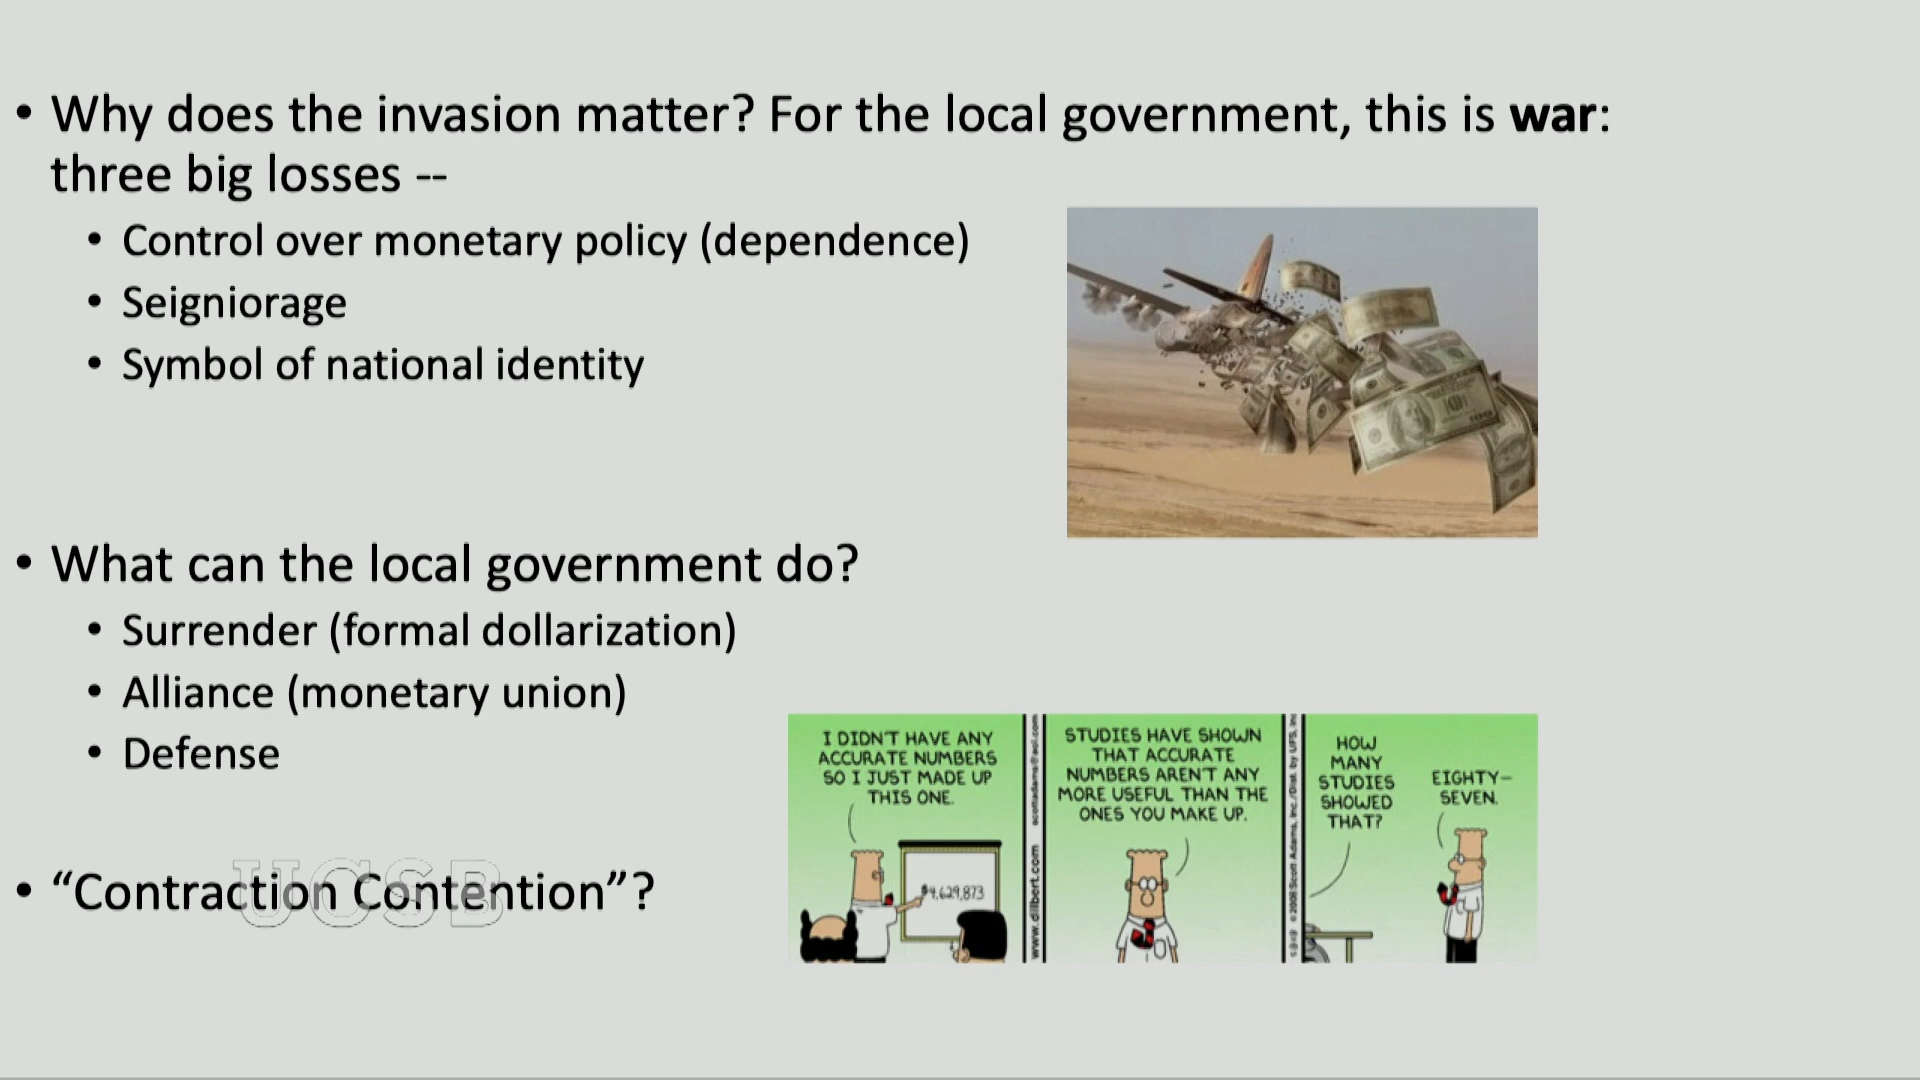 • Why does the invasion matter? For the local government, this is war:
three big losses --
• Control over monetary policy (dependence)
• Seigniorage
• Symbol of national identity
• What can the local government do?
• Surrender (formal dollarization)
• Alliance (monetary union)
• Defense
• “Contraction Contention”?
UCSB
I DIDN'T HAVE ANY
ACCURATE NUMBERS
SO I JUST MADE UP
THIS ONE.
$4,629,873
www.dilbert.com
scottadams@aol.com
STUDIES HAVE SHOWN
THAT ACCURATE
NUMBERS AREN'T ANY
MORE USEFUL THAN THE
ONES YOU MAKE UP.
©2008 Scott Adams, Inc./Dist. by UFS, Inc.
HOW
MANY
STUDIES
SHOWED
THAT?
EIGHTY-
SEVEN.